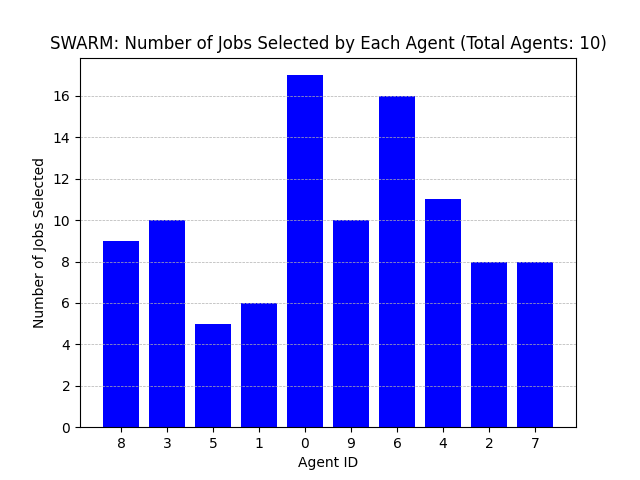 SWARM: Number of Jobs Selected by Each Agent (Total Agents: 10)
Number of Jobs Selected
16
14
12
10
8
6
4
2
0
8 3 5 1 0 9 6 4 2 7
Agent ID